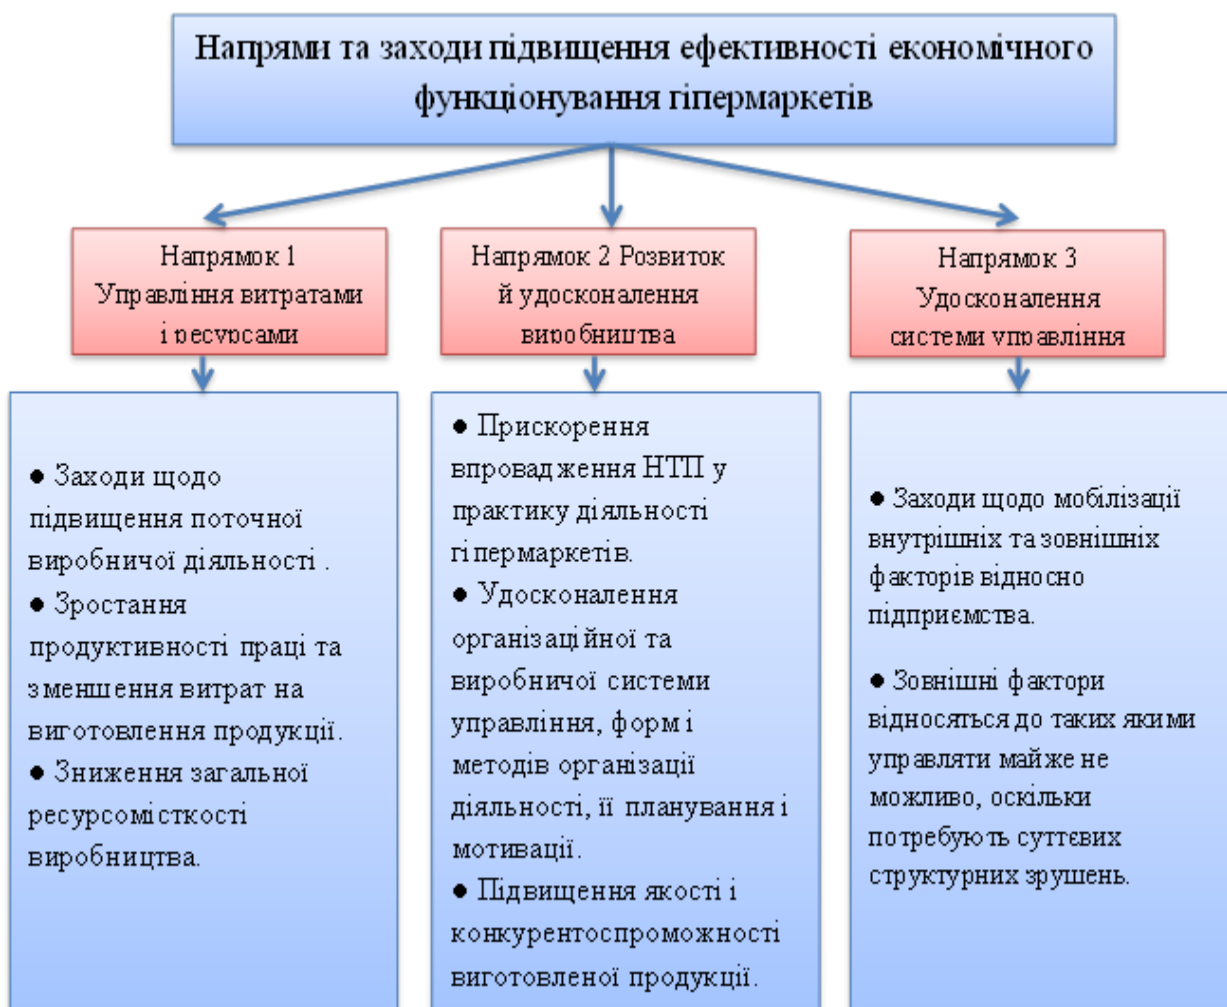 Напрями та заходи підвищення ефективності економічного
функціонування гіпермаркетів
Напрямок 1
Управління витратами
і ресурсами
Напрямок 2 Розвиток
й удосконалення
виробництва
Напрямок 3
Удосконалення
системи управління
● Заходи щодо
підвищення поточної
виробничої діяльності .
● Зростання
продуктивності праці та
зменшення витрат на
виготовлення продукції.
● Зниження загальної
ресурсомісткості
виробництва.
● Прискорення
впровадження НТП у
практику діяльності
гіпермаркетів.
● Удосконалення
організаційної та
виробничої системи
управління, форм і
методів організації
діяльності, її планування і
мотивації.
● Підвищення якості і
конкурентоспроможності
виготовленої продукції.
● Заходи щодо мобілізації
внутрішніх та зовнішніх
факторів відносно
підприємства.
● Зовнішні фактори
відносяться до таких якими
управляти майже не
можливо, оскільки
потребують суттєвих
структурних зрушень.